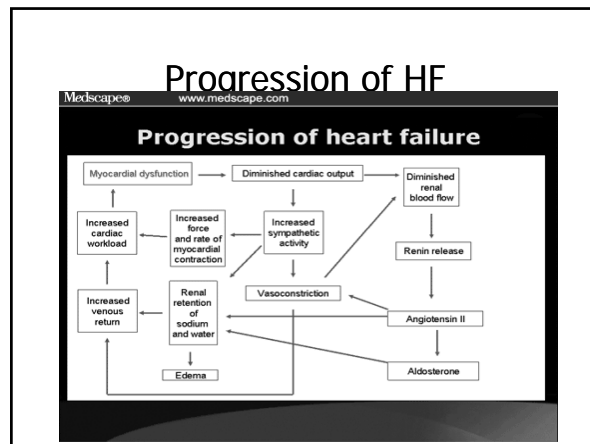 Progression of HF
Medscape® www.medscape.com
Progression of heart failure
Myocardial dysfunction
Diminished cardiac output
Diminished
renal
blood flow
Increased
cardiac
workload
Increased
force
and rate of
myocardial
contraction
Increased
sympathetic
activity
Renin release
Increased
venous
return
Renal
retention
of
sodium
and water
Vasoconstriction
Angiotensin II
Edema
Aldosterone